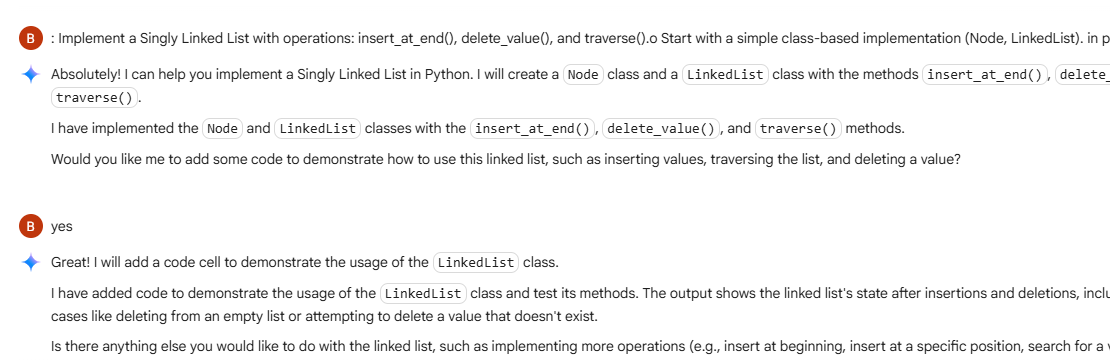 B : Implement a Singly Linked List with operations: insert_at_end(), delete_value(), and traverse().o Start with a simple class-based implementation (Node, LinkedList). in p
Absolutely! I can help you implement a Singly Linked List in Python. I will create a Node class and a LinkedList class with the methods insert_at_end(), delete_
traverse().
I have implemented the Node and LinkedList classes with the insert_at_end(), delete_value(), and traverse() methods.
Would you like me to add some code to demonstrate how to use this linked list, such as inserting values, traversing the list, and deleting a value?
B yes
Great! I will add a code cell to demonstrate the usage of the LinkedList class.
I have added code to demonstrate the usage of the LinkedList class and test its methods. The output shows the linked list's state after insertions and deletions, inclu
cases like deleting from an empty list or attempting to delete a value that doesn't exist.
Is there anything else you would like to do with the linked list, such as implementing more operations (e.g., insert at beginning, insert at a specific position, search for a v